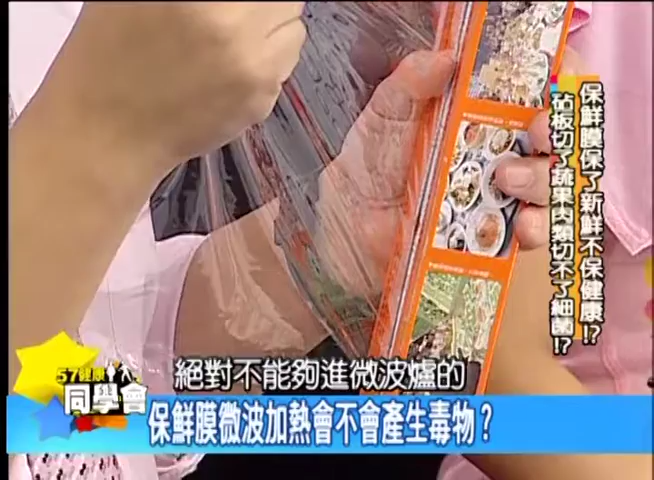 保鮮膜保了新鮮不保健康!?
砧板切了蔬果肉類切不了細菌!?
絕對不能夠進微波爐的
57健康
同學會
保鮮膜微波加熱會不會產生毒物？